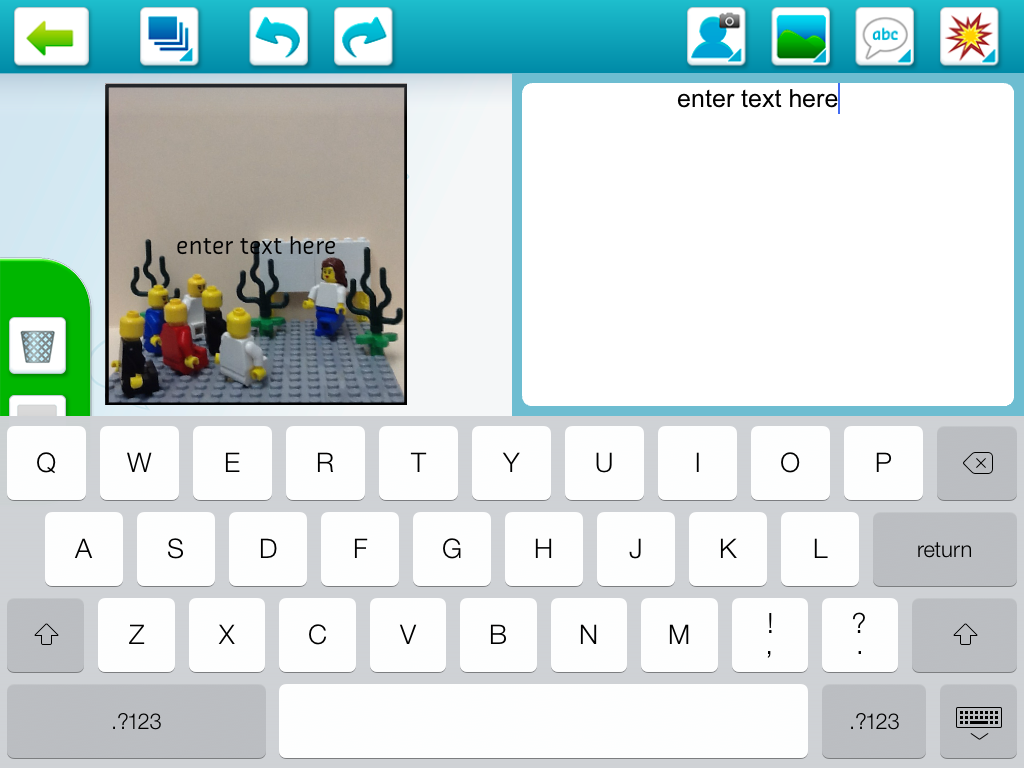 abc
enter text here
enter text here
Q W E R T Y U I O P
A S D F G H J K L return
Z X C V B N M ! , ? .
.?123 .?123